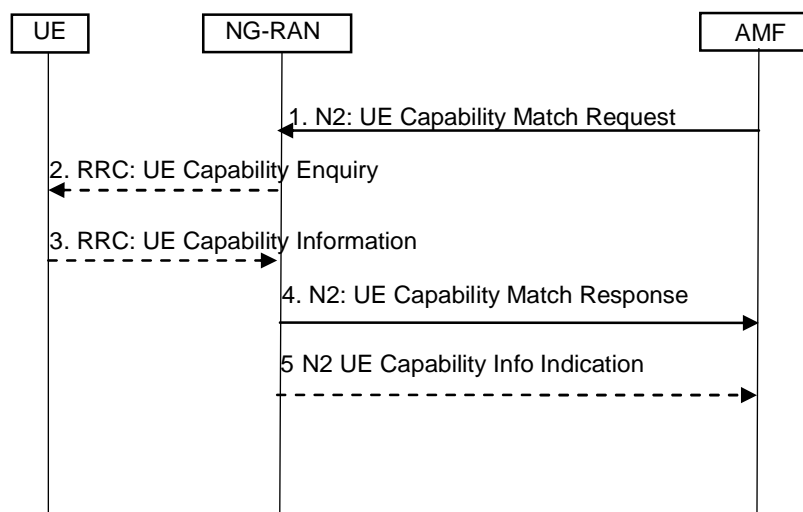 UE
NG-RAN
AMF
1. N2: UE Capability Match Request
2. RRC: UE Capability Enquiry
3. RRC: UE Capability Information
4. N2: UE Capability Match Response
5 N2 UE Capability Info Indication